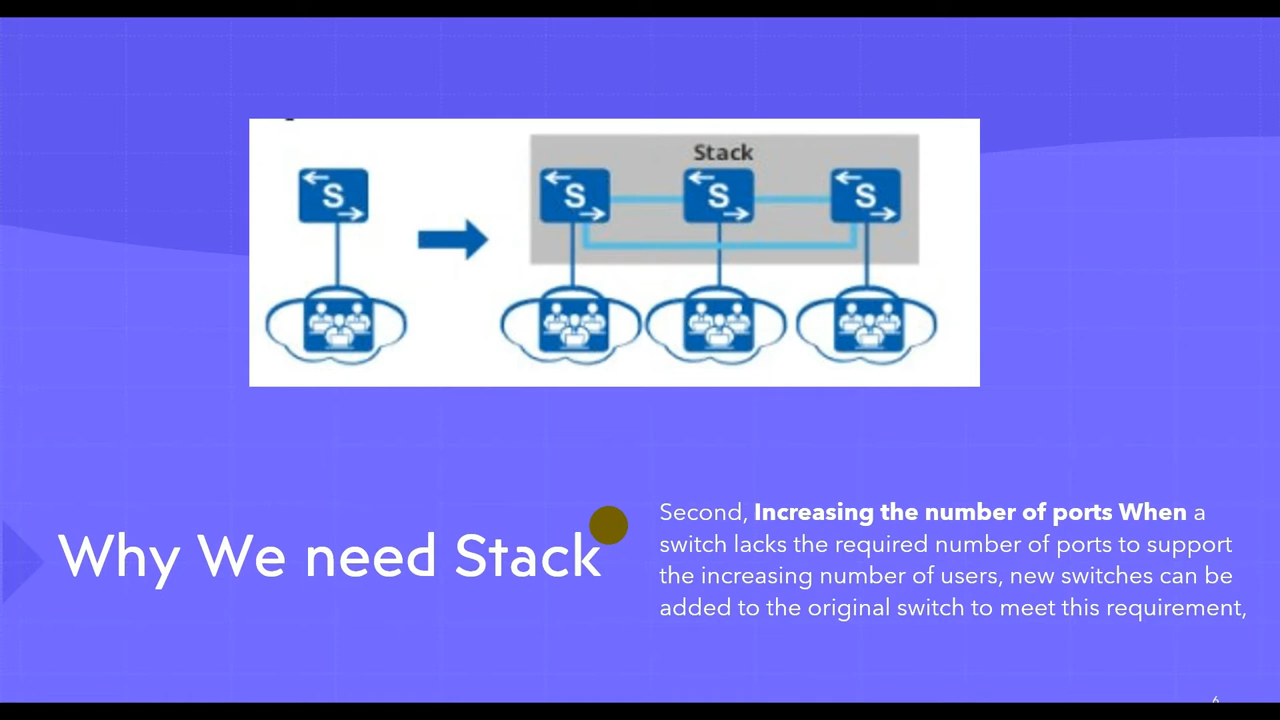 Stack
S
S
S
S
Why We need Stack
Second, Increasing the number of ports When a
switch lacks the required number of ports to support
the increasing number of users, new switches can be
added to the original switch to meet this requirement,
6